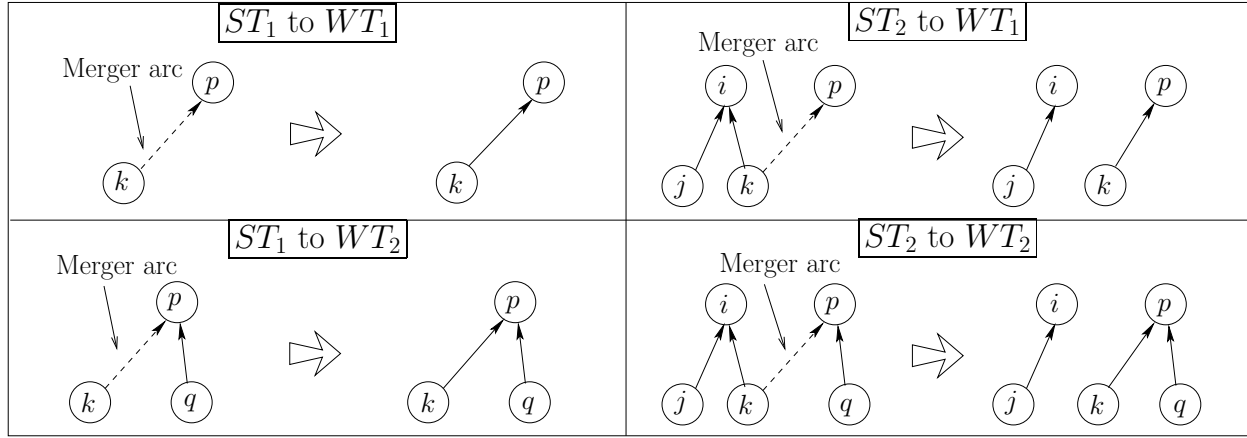 ST₁ to WT₁
Merger arc
p
k
p
k
ST₂ to WT₁
Merger arc
i
p
j
k
i
p
j
k
ST₁ to WT₂
Merger arc
p
k
q
p
k
q
ST₂ to WT₂
Merger arc
i
p
j
k
q
i
p
j
k
q